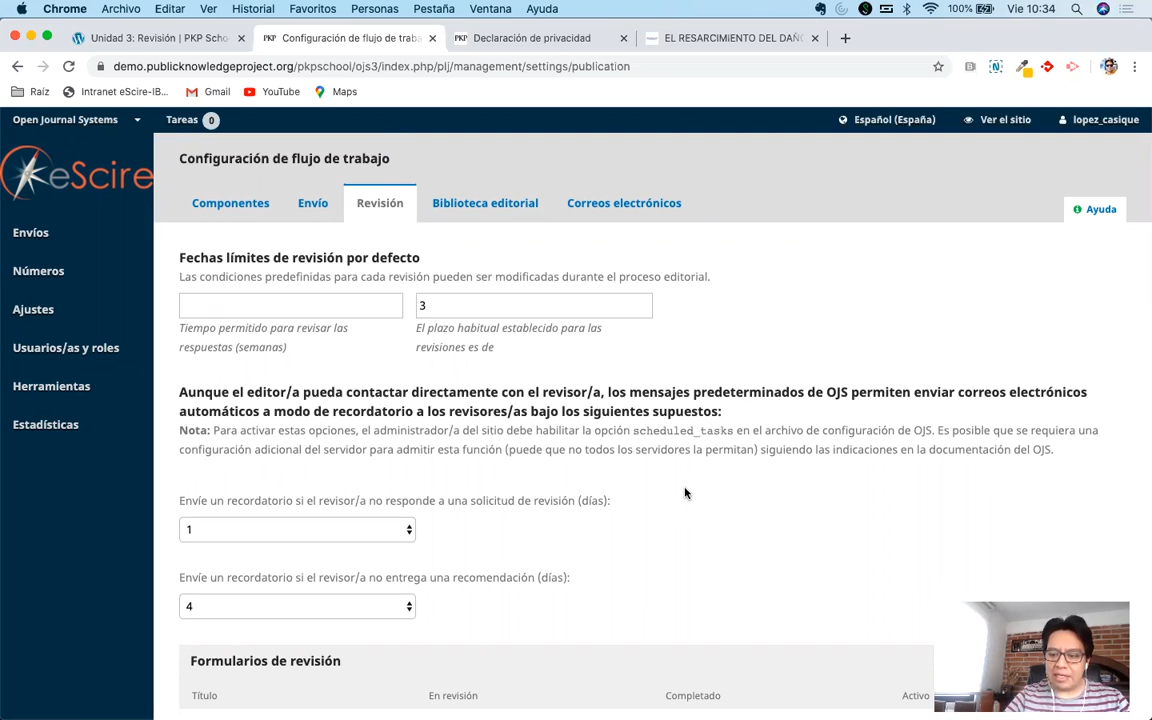 Chrome Archivo Editar Ver Historial Favoritos Personas Pestaña Ventana Ayuda 100% Vie 10:34
Unidad 3: Revisión | PKP Scho × Configuración de flujo de traba × PKP Declaración de privacidad × EL RESARCIMIENTO DEL DAÑO ×
demo.publicknowledgeproject.org/pkpschool/ojs3/index.php/plj/management/settings/publication
Raíz Intranet eScire-IB... Gmail YouTube Maps
Open Journal Systems Tareas 0 Español (España) Ver el sitio lopez_casique
eScire
Configuración de flujo de trabajo
Componentes Envío Revisión Biblioteca editorial Correos electrónicos
Ayuda
Envíos
Números
Ajustes
Usuarios/as y roles
Herramientas
Estadísticas
Fechas límites de revisión por defecto
Las condiciones predefinidas para cada revisión pueden ser modificadas durante el proceso editorial.
3
Tiempo permitido para revisar las El plazo habitual establecido para las
respuestas (semanas) revisiones es de
Aunque el editor/a pueda contactar directamente con el revisor/a, los mensajes predeterminados de OJS permiten enviar correos electrónicos
automáticos a modo de recordatorio a los revisores/as bajo los siguientes supuestos:
Nota: Para activar estas opciones, el administrador/a del sitio debe habilitar la opción scheduled_tasks en el archivo de configuración de OJS. Es posible que se requiera una
configuración adicional del servidor para admitir esta función (puede que no todos los servidores la permitan) siguiendo las indicaciones en la documentación del OJS.
Envíe un recordatorio si el revisor/a no responde a una solicitud de revisión (días):
1
Envíe un recordatorio si el revisor/a no entrega una recomendación (días):
4
Formularios de revisión
Título En revisión Completado Activo